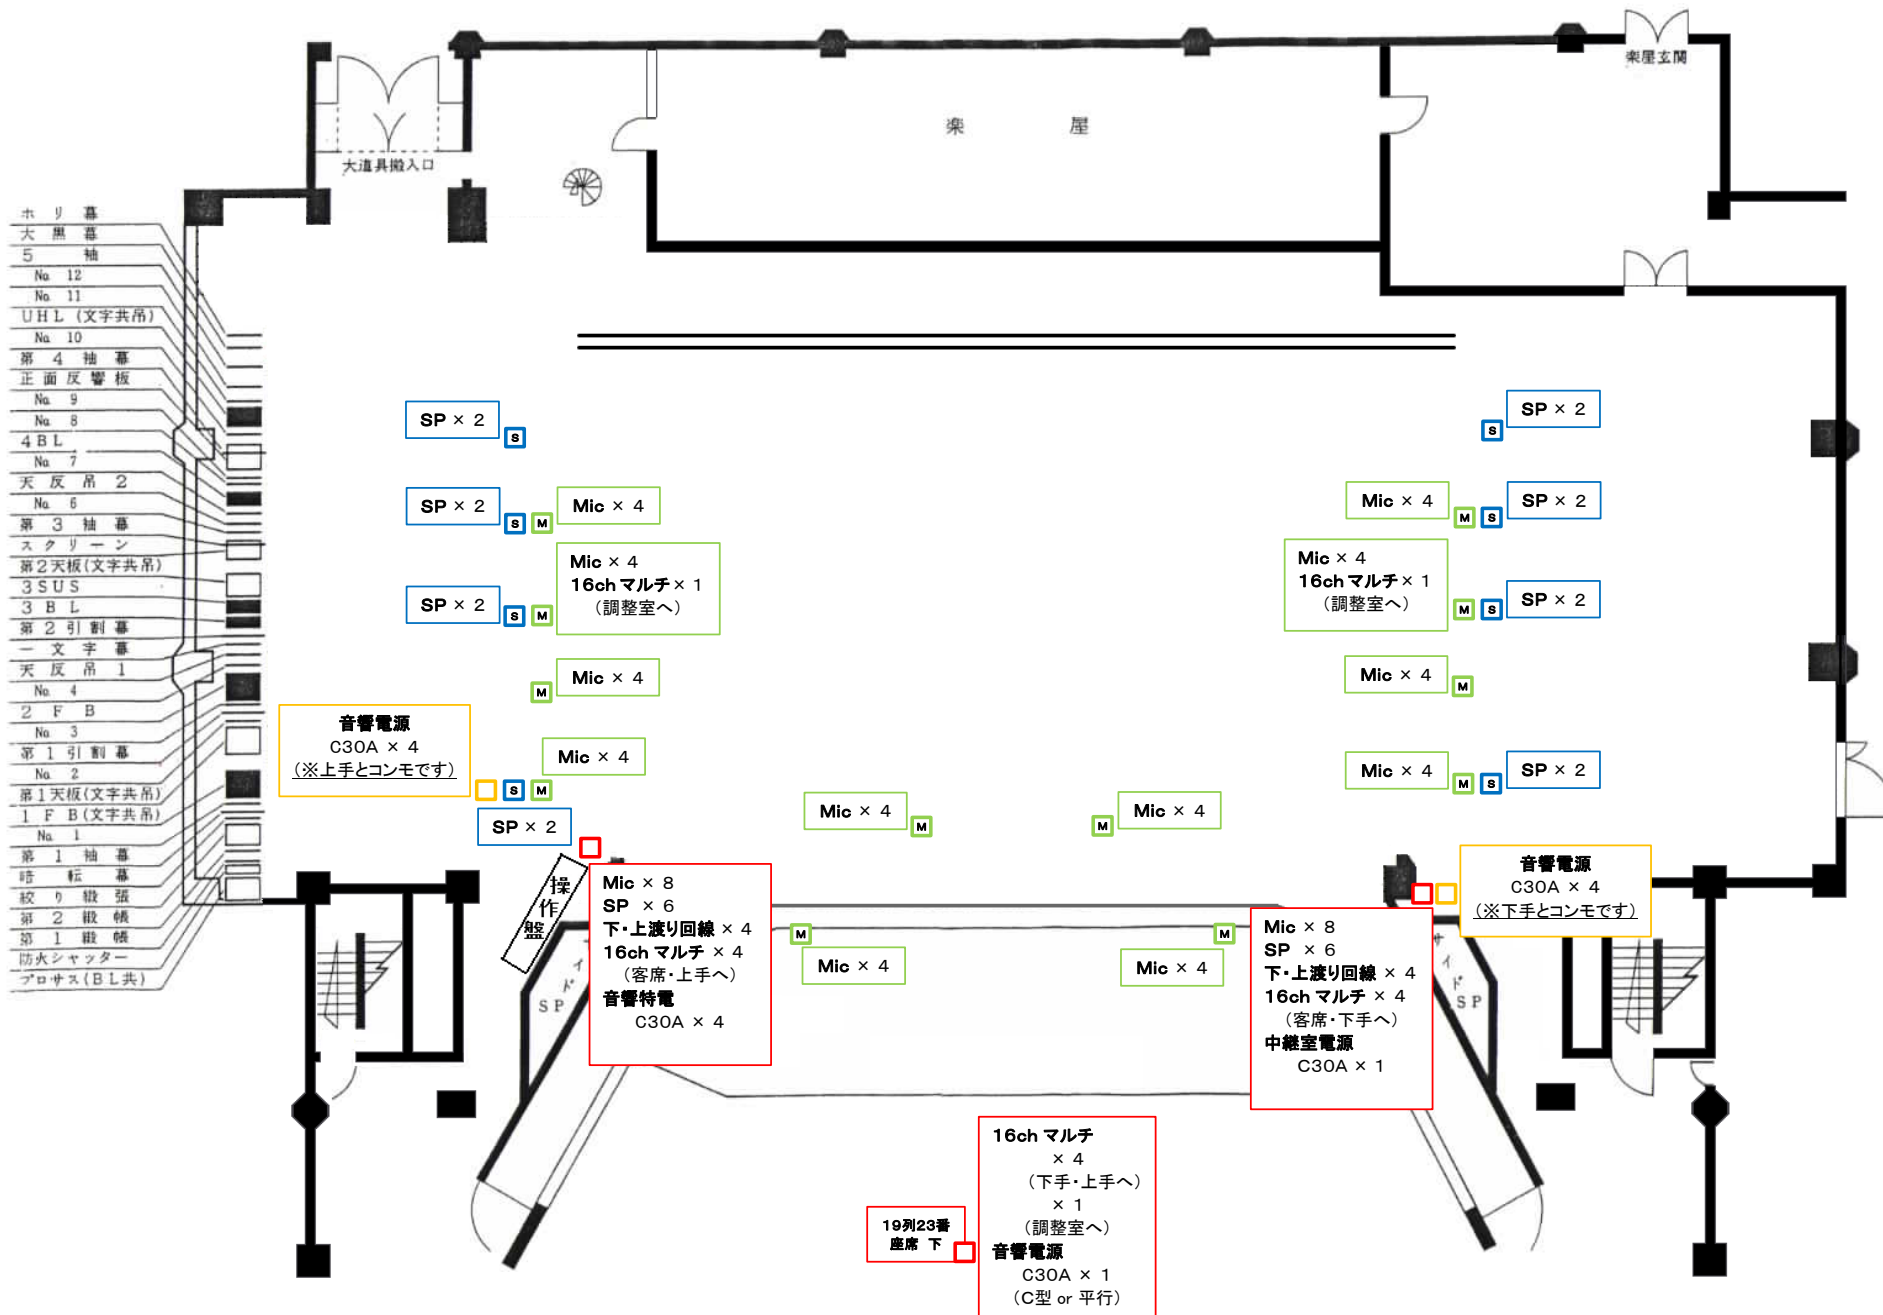 楽屋玄関
楽屋
大道具搬入口
ホリ幕
大黒幕
5 袖
No. 12
No. 11
UHL (文字共吊)
No. 10
第4袖幕
正面反響板
No. 9
No. 8
4BL
No. 7
天反吊2
No. 6
第3袖幕
スクリーン
第2天板(文字共吊)
3SUS
3BL
第2引割幕
一文字幕
天反吊1
No. 4
2FB
No. 3
第1引割幕
No. 2
第1天板(文字共吊)
1FB(文字共吊)
No. 1
第1袖幕
暗転幕
絞り緞張
第2緞帳
第1緞帳
防火シャッター
プロサス(BL共)
SP × 2
S
SP × 2
S
SP × 2
S
M
Mic × 4
Mic × 4
M
S
SP × 2
SP × 2
S
M
Mic × 4
16ch マルチ × 1
(調整室へ)
Mic × 4
16ch マルチ × 1
(調整室へ)
M
S
SP × 2
M
Mic × 4
Mic × 4
M
音響電源
C30A × 4
(※上手とコンモです)
Mic × 4
S
M
SP × 2
Mic × 4
M
M
Mic × 4
Mic × 4
M
S
SP × 2
操作盤
Mic × 8
SP × 6
下・上渡り回線 × 4
16ch マルチ × 4
(客席・上手へ)
音響特電
C30A × 4
イド
SP
M
Mic × 4
M
Mic × 4
音響電源
C30A × 4
(※下手とコンモです)
Mic × 8
SP × 6
下・上渡り回線 × 4
16ch マルチ × 4
(客席・下手へ)
中継室電源
C30A × 1
サイド
SP
19列23番
座席 下
16ch マルチ
× 4
(下手・上手へ)
× 1
(調整室へ)
音響電源
C30A × 1
(C型 or 平行)